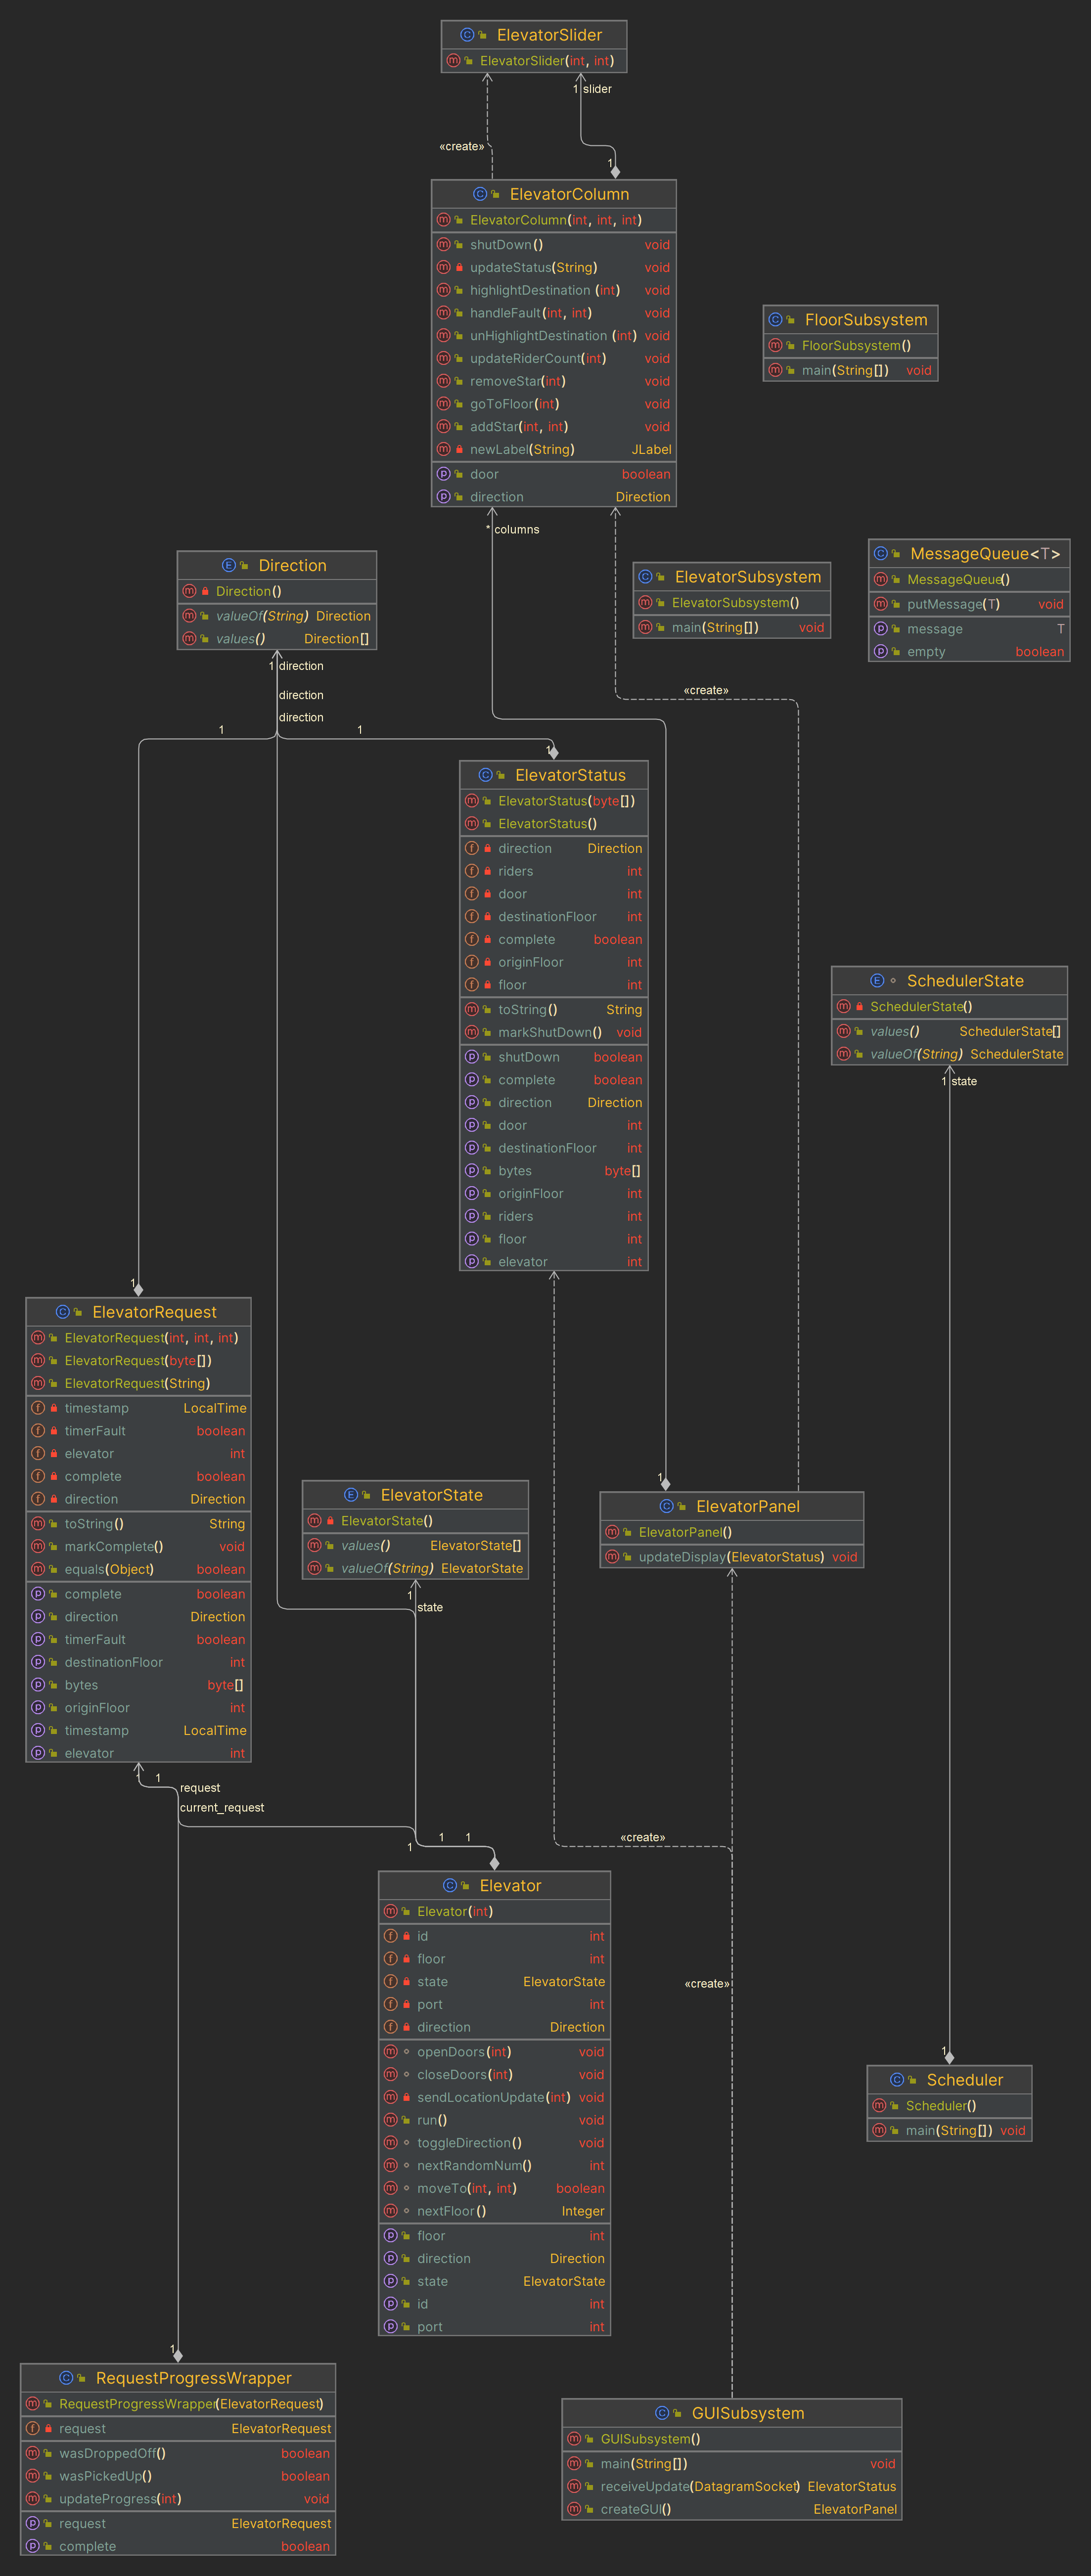 ElevatorSlider
ElevatorSlider(int, int)
1 slider
«create»
1
ElevatorColumn
ElevatorColumn(int, int, int)
shutDown() void
updateStatus(String) void
highlightDestination (int) void
handleFault(int, int) void
unHighlightDestination (int) void
updateRiderCount(int) void
removeStar(int) void
goToFloor(int) void
addStar(int, int) void
newLabel(String) JLabel
door boolean
direction Direction
* columns
FloorSubsystem
FloorSubsystem()
main(String[]) void
MessageQueue<T>
MessageQueue()
putMessage(T) void
message T
empty boolean
ElevatorSubsystem
ElevatorSubsystem()
main(String[]) void
«create»
Direction
Direction()
valueOf(String) Direction
values() Direction[]
1 direction
direction
direction
1
1
1
ElevatorStatus
ElevatorStatus(byte[])
ElevatorStatus()
direction Direction
riders int
door int
destinationFloor int
complete boolean
originFloor int
floor int
toString() String
markShutDown() void
shutDown boolean
complete boolean
direction Direction
door int
destinationFloor int
bytes byte[]
originFloor int
riders int
floor int
elevator int
SchedulerState
SchedulerState()
values() SchedulerState[]
valueOf(String) SchedulerState
1 state
1
ElevatorRequest
ElevatorRequest(int, int, int)
ElevatorRequest(byte[])
ElevatorRequest(String)
timestamp LocalTime
timerFault boolean
elevator int
complete boolean
direction Direction
toString() String
markComplete() void
equals(Object) boolean
complete boolean
direction Direction
timerFault boolean
destinationFloor int
bytes byte[]
originFloor int
timestamp LocalTime
elevator int
ElevatorState
ElevatorState()
values() ElevatorState[]
valueOf(String) ElevatorState
1
state
1
ElevatorPanel
ElevatorPanel()
updateDisplay(ElevatorStatus) void
1 1
request
current_request
1 1 1
«create»
Elevator
Elevator(int)
id int
floor int
state ElevatorState
port int
direction Direction
openDoors(int) void
closeDoors(int) void
sendLocationUpdate(int) void
run() void
toggleDirection() void
nextRandomNum() int
moveTo(int, int) boolean
nextFloor() Integer
floor int
direction Direction
state ElevatorState
id int
port int
«create»
1
Scheduler
Scheduler()
main(String[]) void
1
RequestProgressWrapper
RequestProgressWrapper(ElevatorRequest)
request ElevatorRequest
wasDroppedOff() boolean
wasPickedUp() boolean
updateProgress(int) void
request ElevatorRequest
complete boolean
GUISubsystem
GUISubsystem()
main(String[]) void
receiveUpdate(DatagramSocket) ElevatorStatus
createGUI() ElevatorPanel